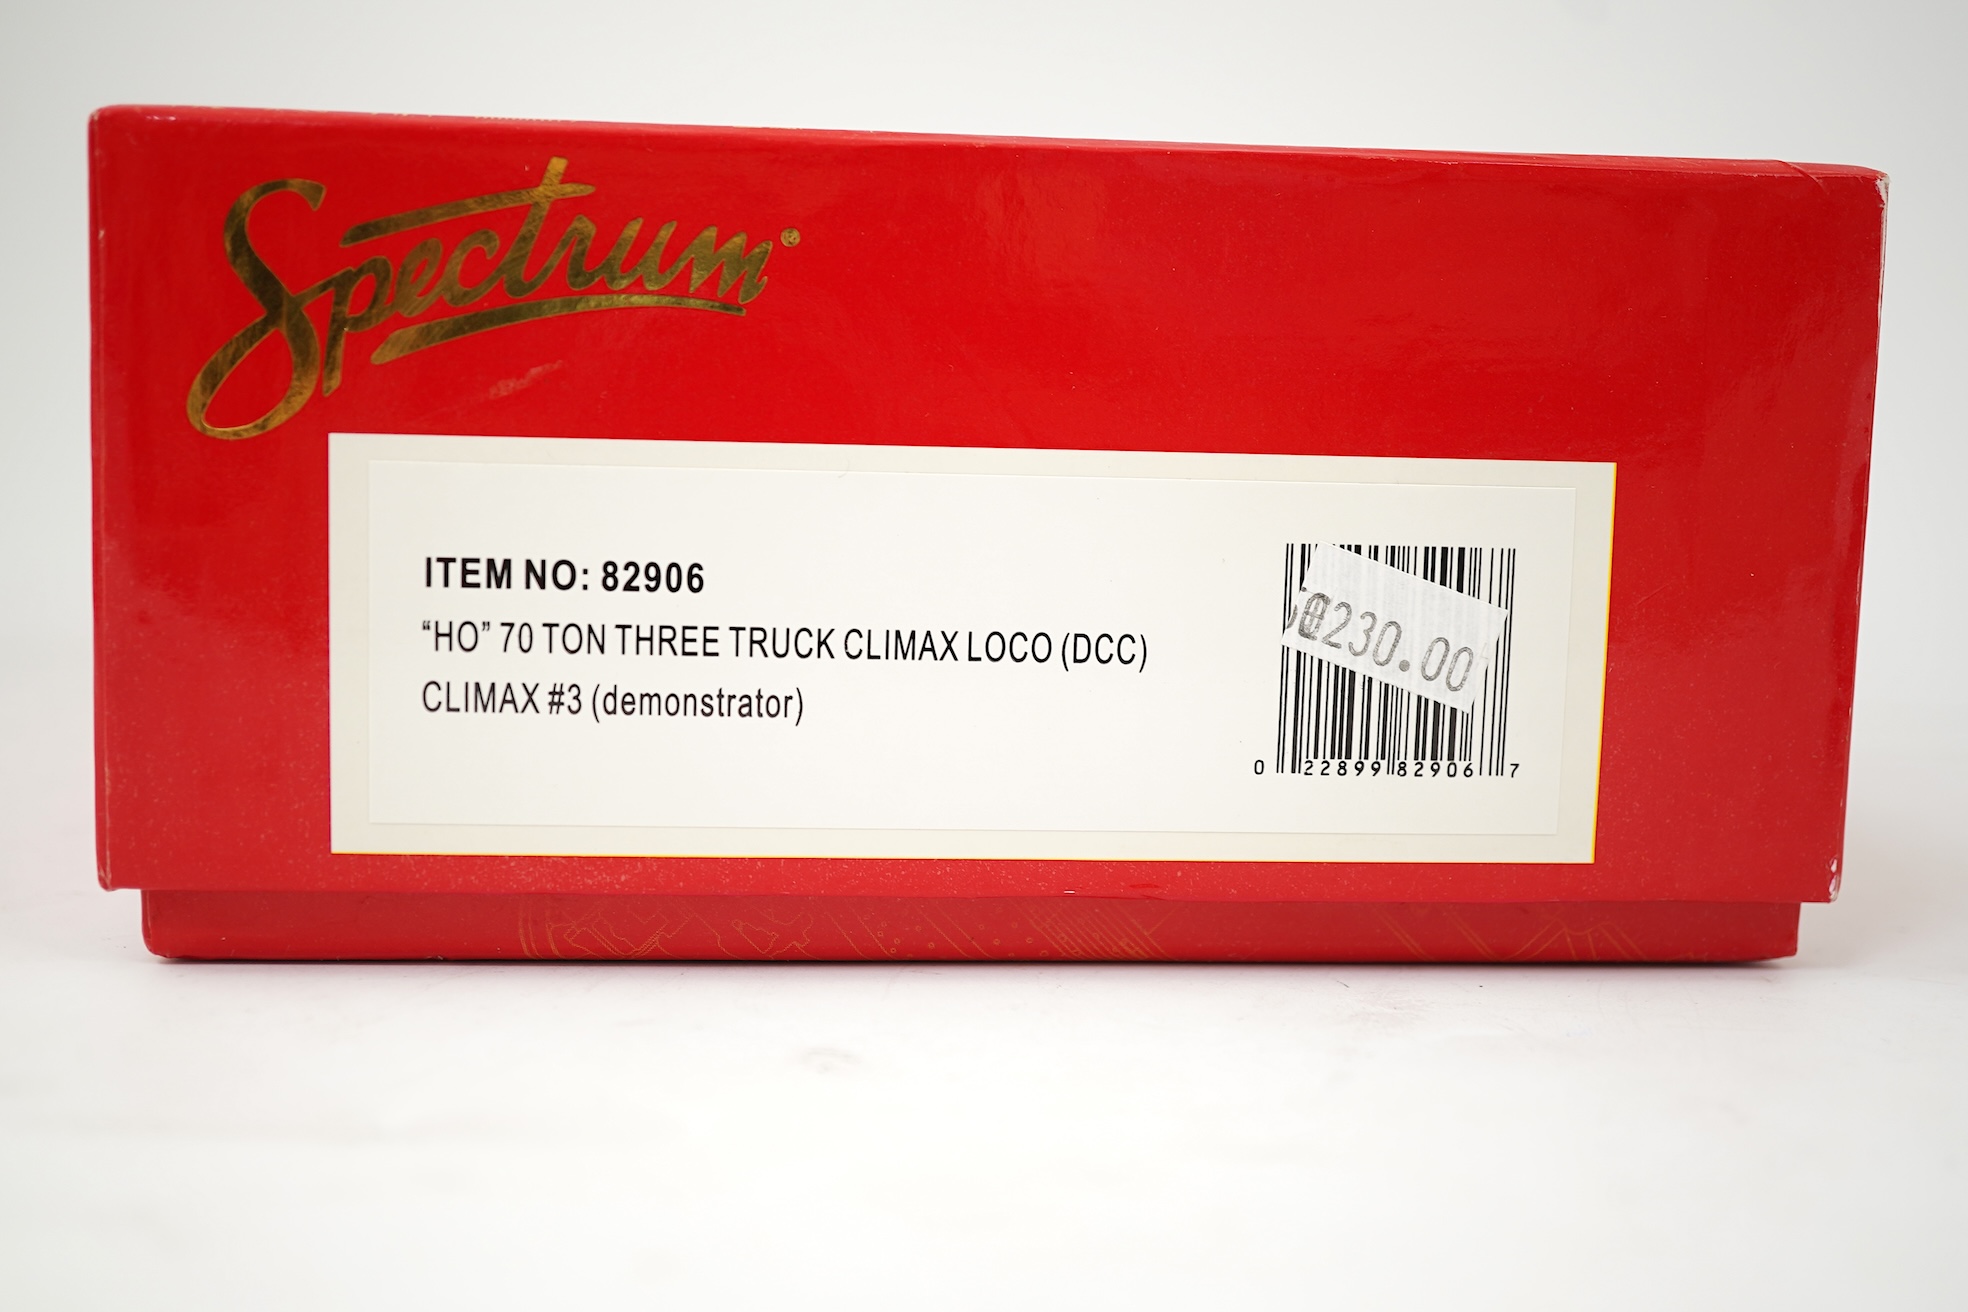 Spectrum®
ITEM NO: 82906
“HO” 70 TON THREE TRUCK CLIMAX LOCO (DCC)
CLIMAX #3 (demonstrator)
230.00
0 22899 82906 7